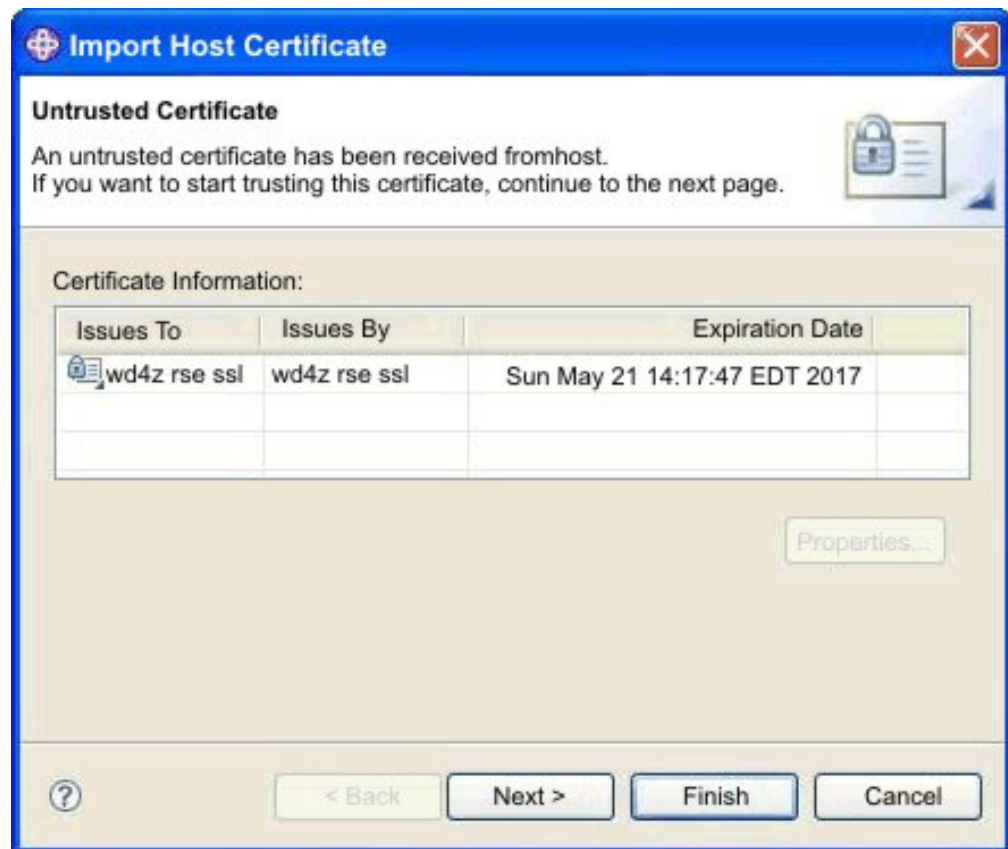 Import Host Certificate
Untrusted Certificate
An untrusted certificate has been received fromhost.
If you want to start trusting this certificate, continue to the next page.
Certificate Information:
Issues To Issues By Expiration Date
wd4z rse ssl wd4z rse ssl Sun May 21 14:17:47 EDT 2017
Properties...
? < Back Next > Finish Cancel